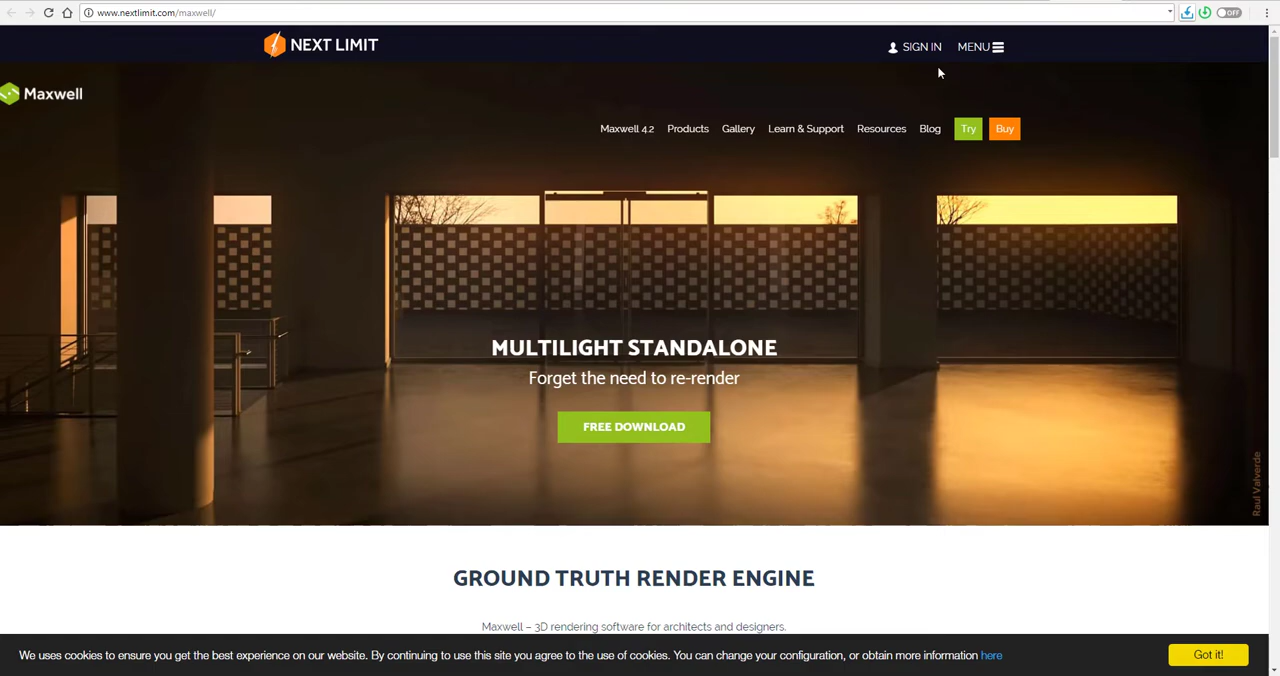 www.nextlimit.com/maxwell/
OFF
NEXT LIMIT
SIGN IN
MENU
Maxwell
Maxwell 4.2
Products
Gallery
Learn & Support
Resources
Blog
Try
Buy
MULTILIGHT STANDALONE
Forget the need to re-render
FREE DOWNLOAD
Raul Valverde
GROUND TRUTH RENDER ENGINE
Maxwell – 3D rendering software for architects and designers.
We uses cookies to ensure you get the best experience on our website. By continuing to use this site you agree to the use of cookies. You can change your configuration, or obtain more information here
Got it!